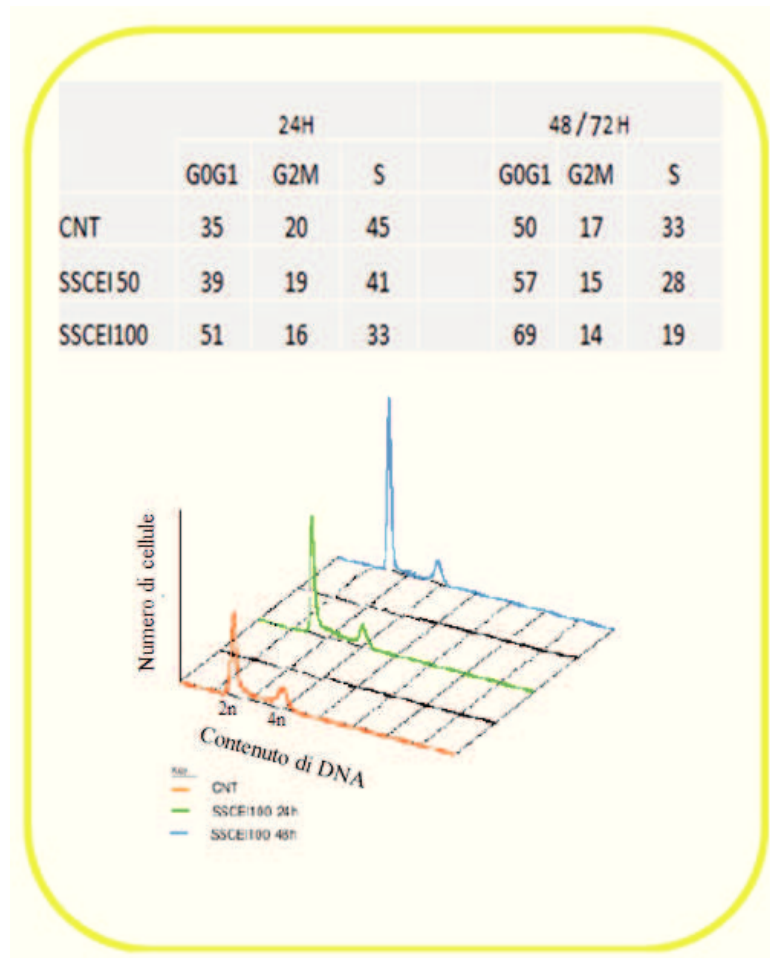 24H 48/72H
G0G1 G2M S G0G1 G2M S
CNT 35 20 45 50 17 33
SSCEI50 39 19 41 57 15 28
SSCEI100 51 16 33 69 14 19
Numero di cellule
2n
4n
Contenuto di DNA
CNT
SSCEI100 24h
SSCEI100 48h